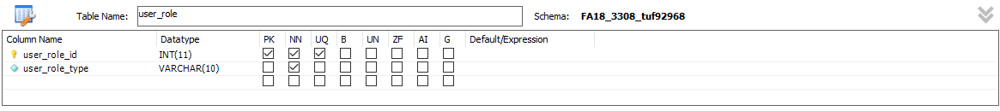 Table Name: user_role Schema: FA18_3308_tuf92968
Column Name Datatype PK NN UQ B UN ZF AI G Default/Expression
user_role_id INT(11)
user_role_type VARCHAR(10)